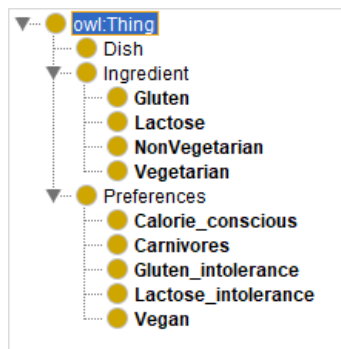 owl:Thing
Dish
Ingredient
Gluten
Lactose
NonVegetarian
Vegetarian
Preferences
Calorie_conscious
Carnivores
Gluten_intolerance
Lactose_intolerance
Vegan